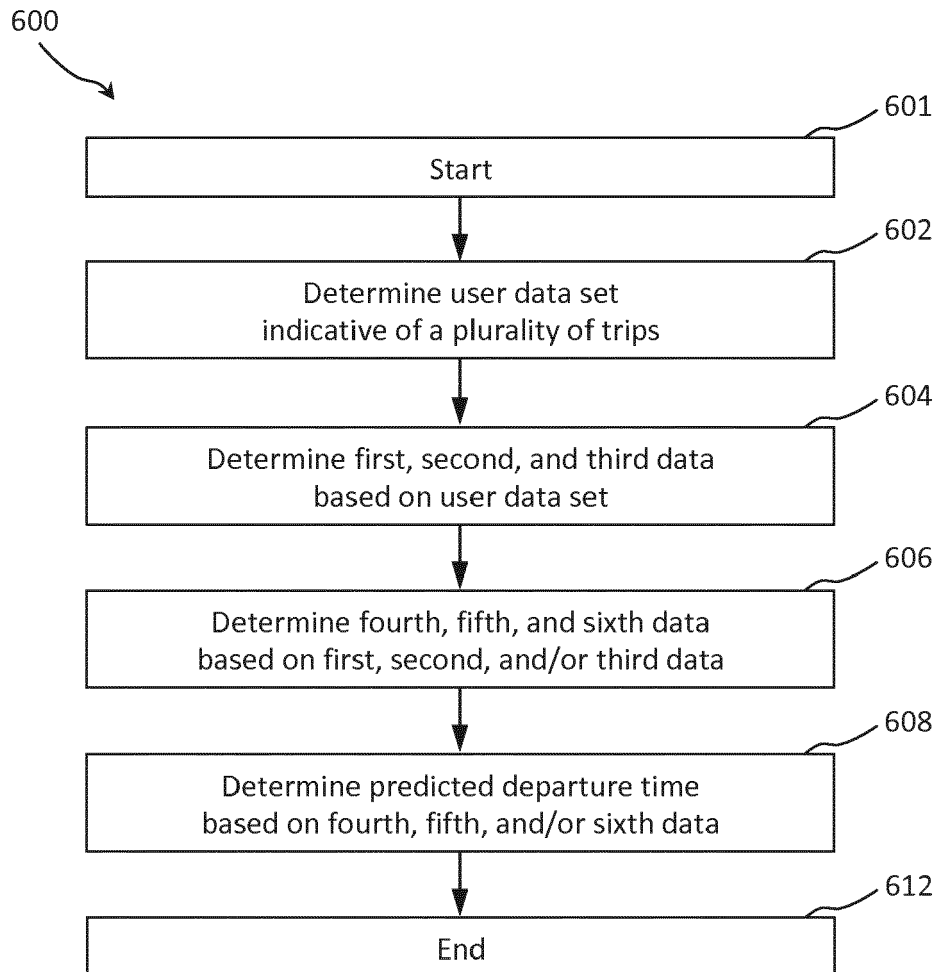 600
601
Start
602
Determine user data set
indicative of a plurality of trips
604
Determine first, second, and third data
based on user data set
606
Determine fourth, fifth, and sixth data
based on first, second, and/or third data
608
Determine predicted departure time
based on fourth, fifth, and/or sixth data
612
End